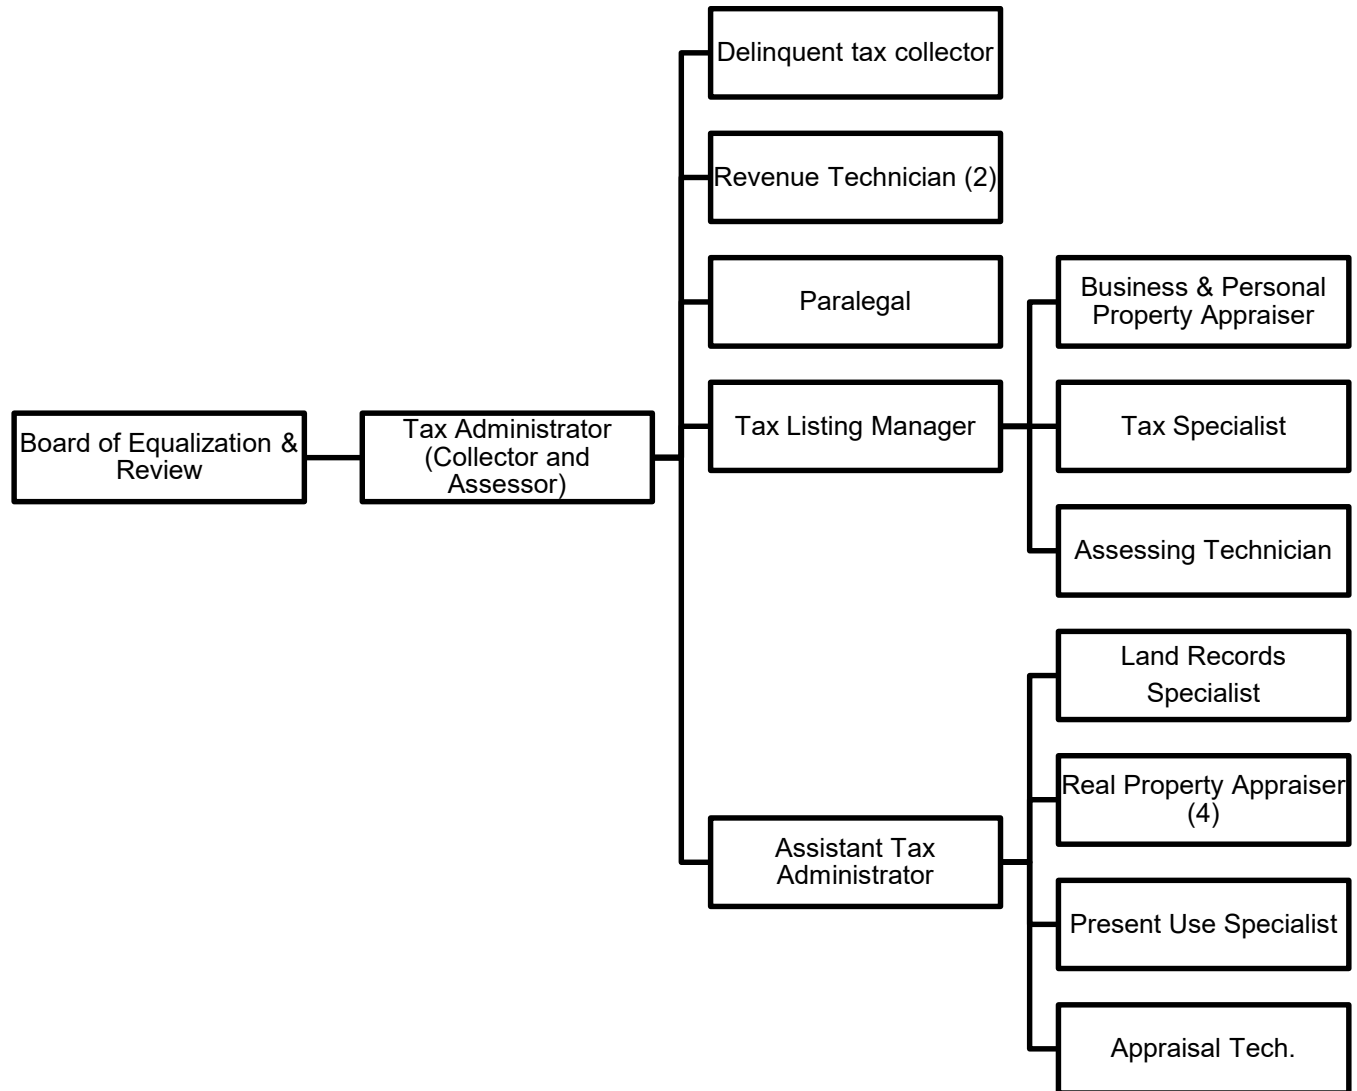 Delinquent tax collector
Revenue Technician (2)
Paralegal
Business & Personal
Property Appraiser
Board of Equalization &
Review
Tax Administrator
(Collector and
Assessor)
Tax Listing Manager
Tax Specialist
Assessing Technician
Land Records
Specialist
Real Property Appraiser
(4)
Assistant Tax
Administrator
Present Use Specialist
Appraisal Tech.